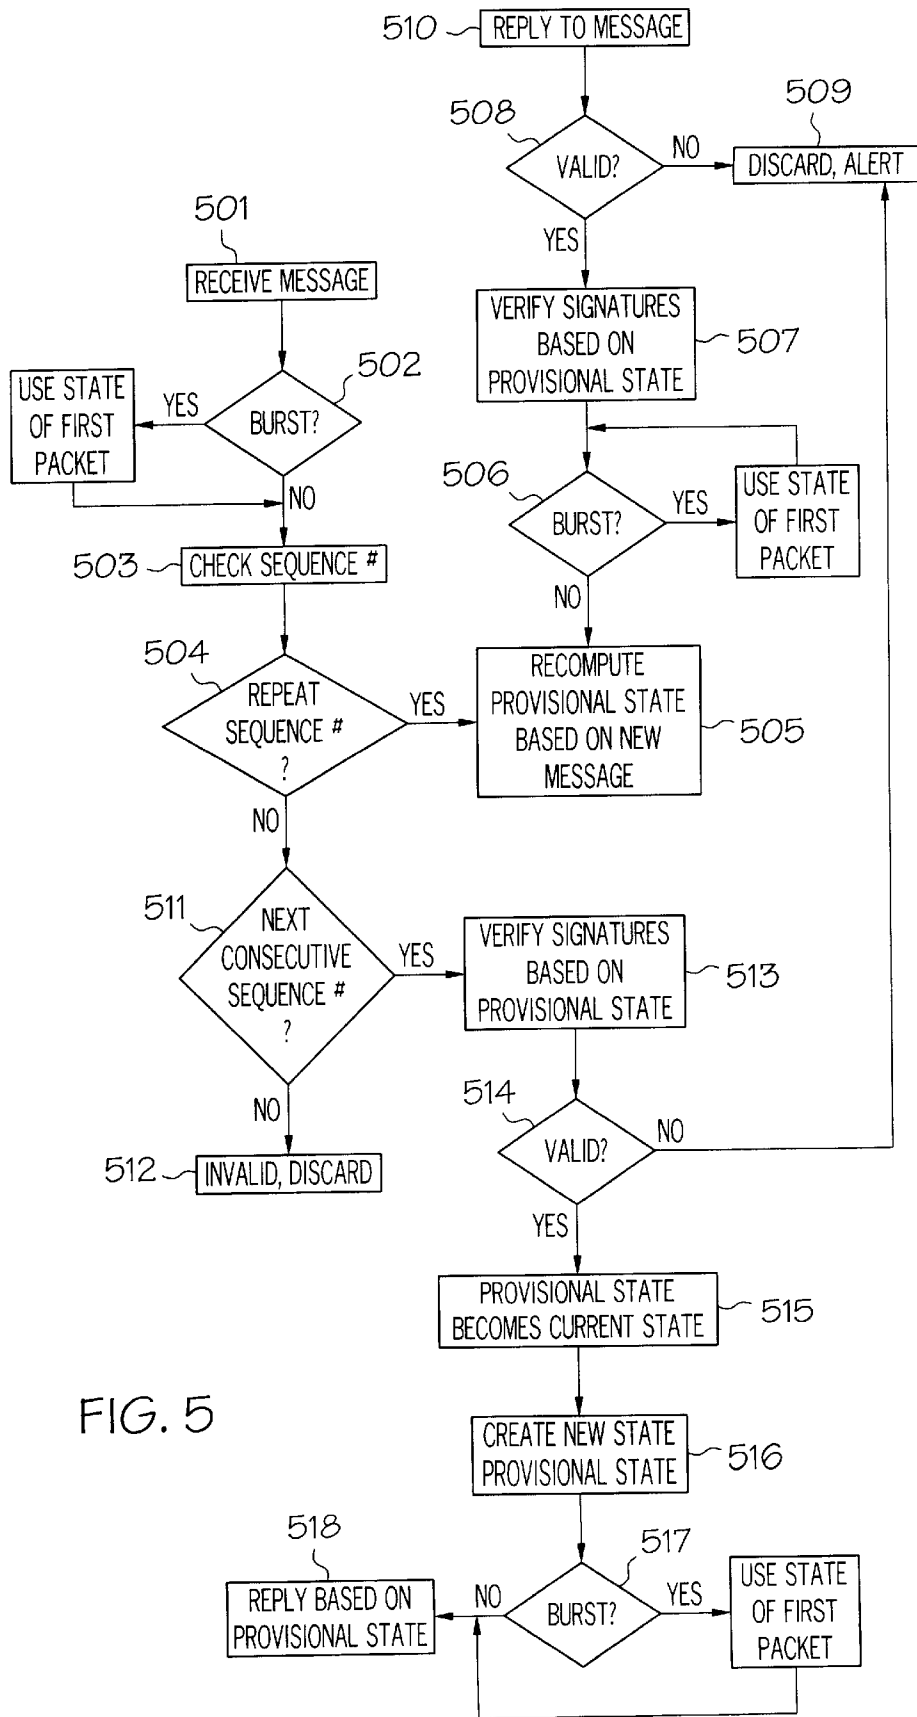 510
REPLY TO MESSAGE
508
VALID?
NO
509
DISCARD, ALERT
YES
VERIFY SIGNATURES
BASED ON
PROVISIONAL STATE
507
506
BURST?
YES
USE STATE
OF FIRST
PACKET
NO
RECOMPUTE
PROVISIONAL STATE
BASED ON NEW
MESSAGE
505
501
RECEIVE MESSAGE
502
BURST?
YES
USE STATE
OF FIRST
PACKET
NO
503
CHECK SEQUENCE #
504
REPEAT
SEQUENCE #
?
YES
NO
511
NEXT
CONSECUTIVE
SEQUENCE #
?
YES
NO
512
INVALID, DISCARD
VERIFY SIGNATURES
BASED ON
PROVISIONAL STATE
513
514
VALID?
NO
YES
PROVISIONAL STATE
BECOMES CURRENT STATE
515
CREATE NEW STATE
PROVISIONAL STATE
516
517
BURST?
YES
USE STATE
OF FIRST
PACKET
NO
518
REPLY BASED ON
PROVISIONAL STATE
FIG. 5